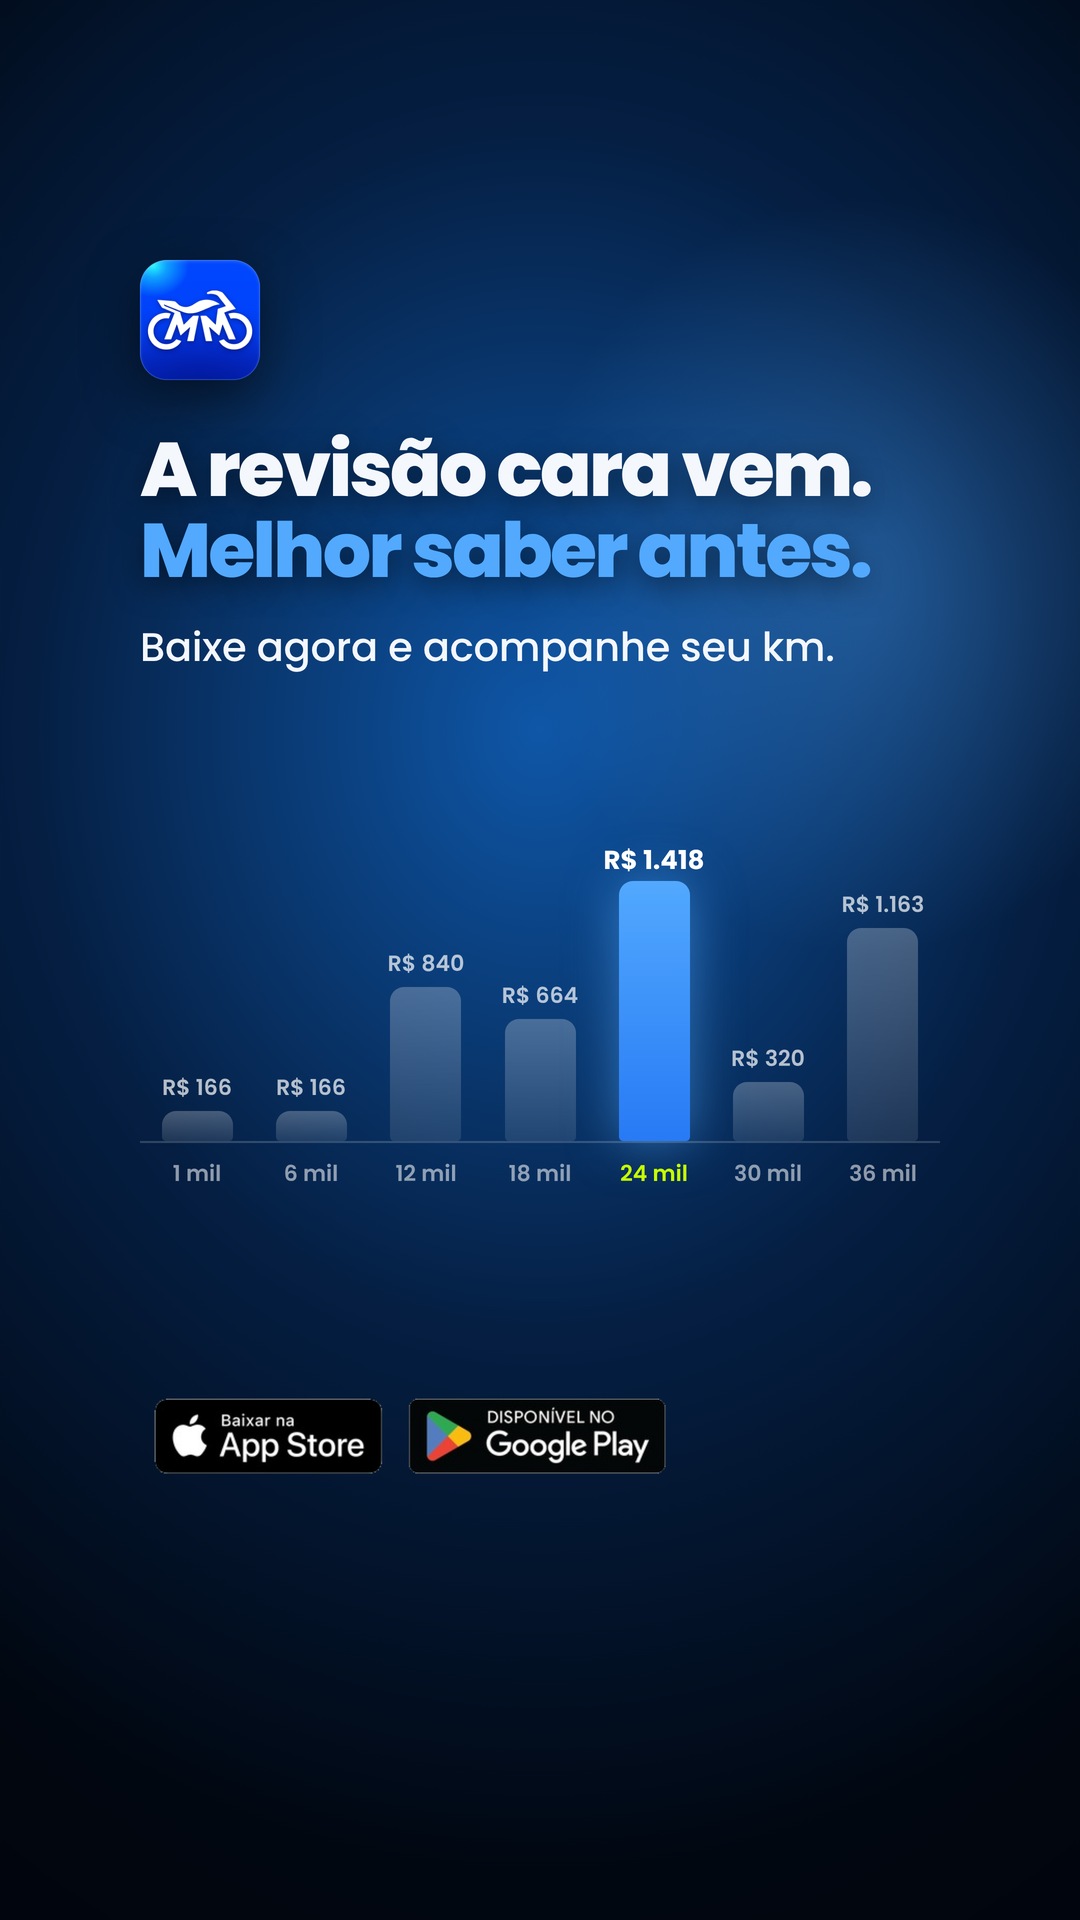 MM
A revisão cara vem.
Melhor saber antes.
Baixe agora e acompanhe seu km.
R$ 1.418
R$ 1.163
R$ 840
R$ 664
R$ 320
R$ 166
R$ 166
1 mil
6 mil
12 mil
18 mil
24 mil
30 mil
36 mil
Baixar na
App Store
DISPONÍVEL NO
Google Play